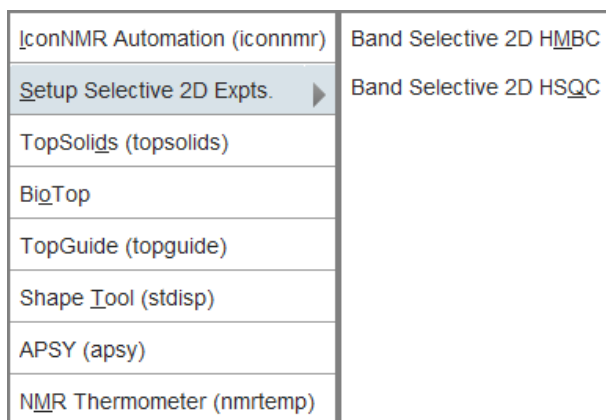 IconNMR Automation (iconnmr)
Setup Selective 2D Expts.
TopSolids (topsolids)
BioTop
TopGuide (topguide)
Shape Tool (stdisp)
APSY (apsy)
NMR Thermometer (nmrtemp)
Band Selective 2D HMBC
Band Selective 2D HSQC